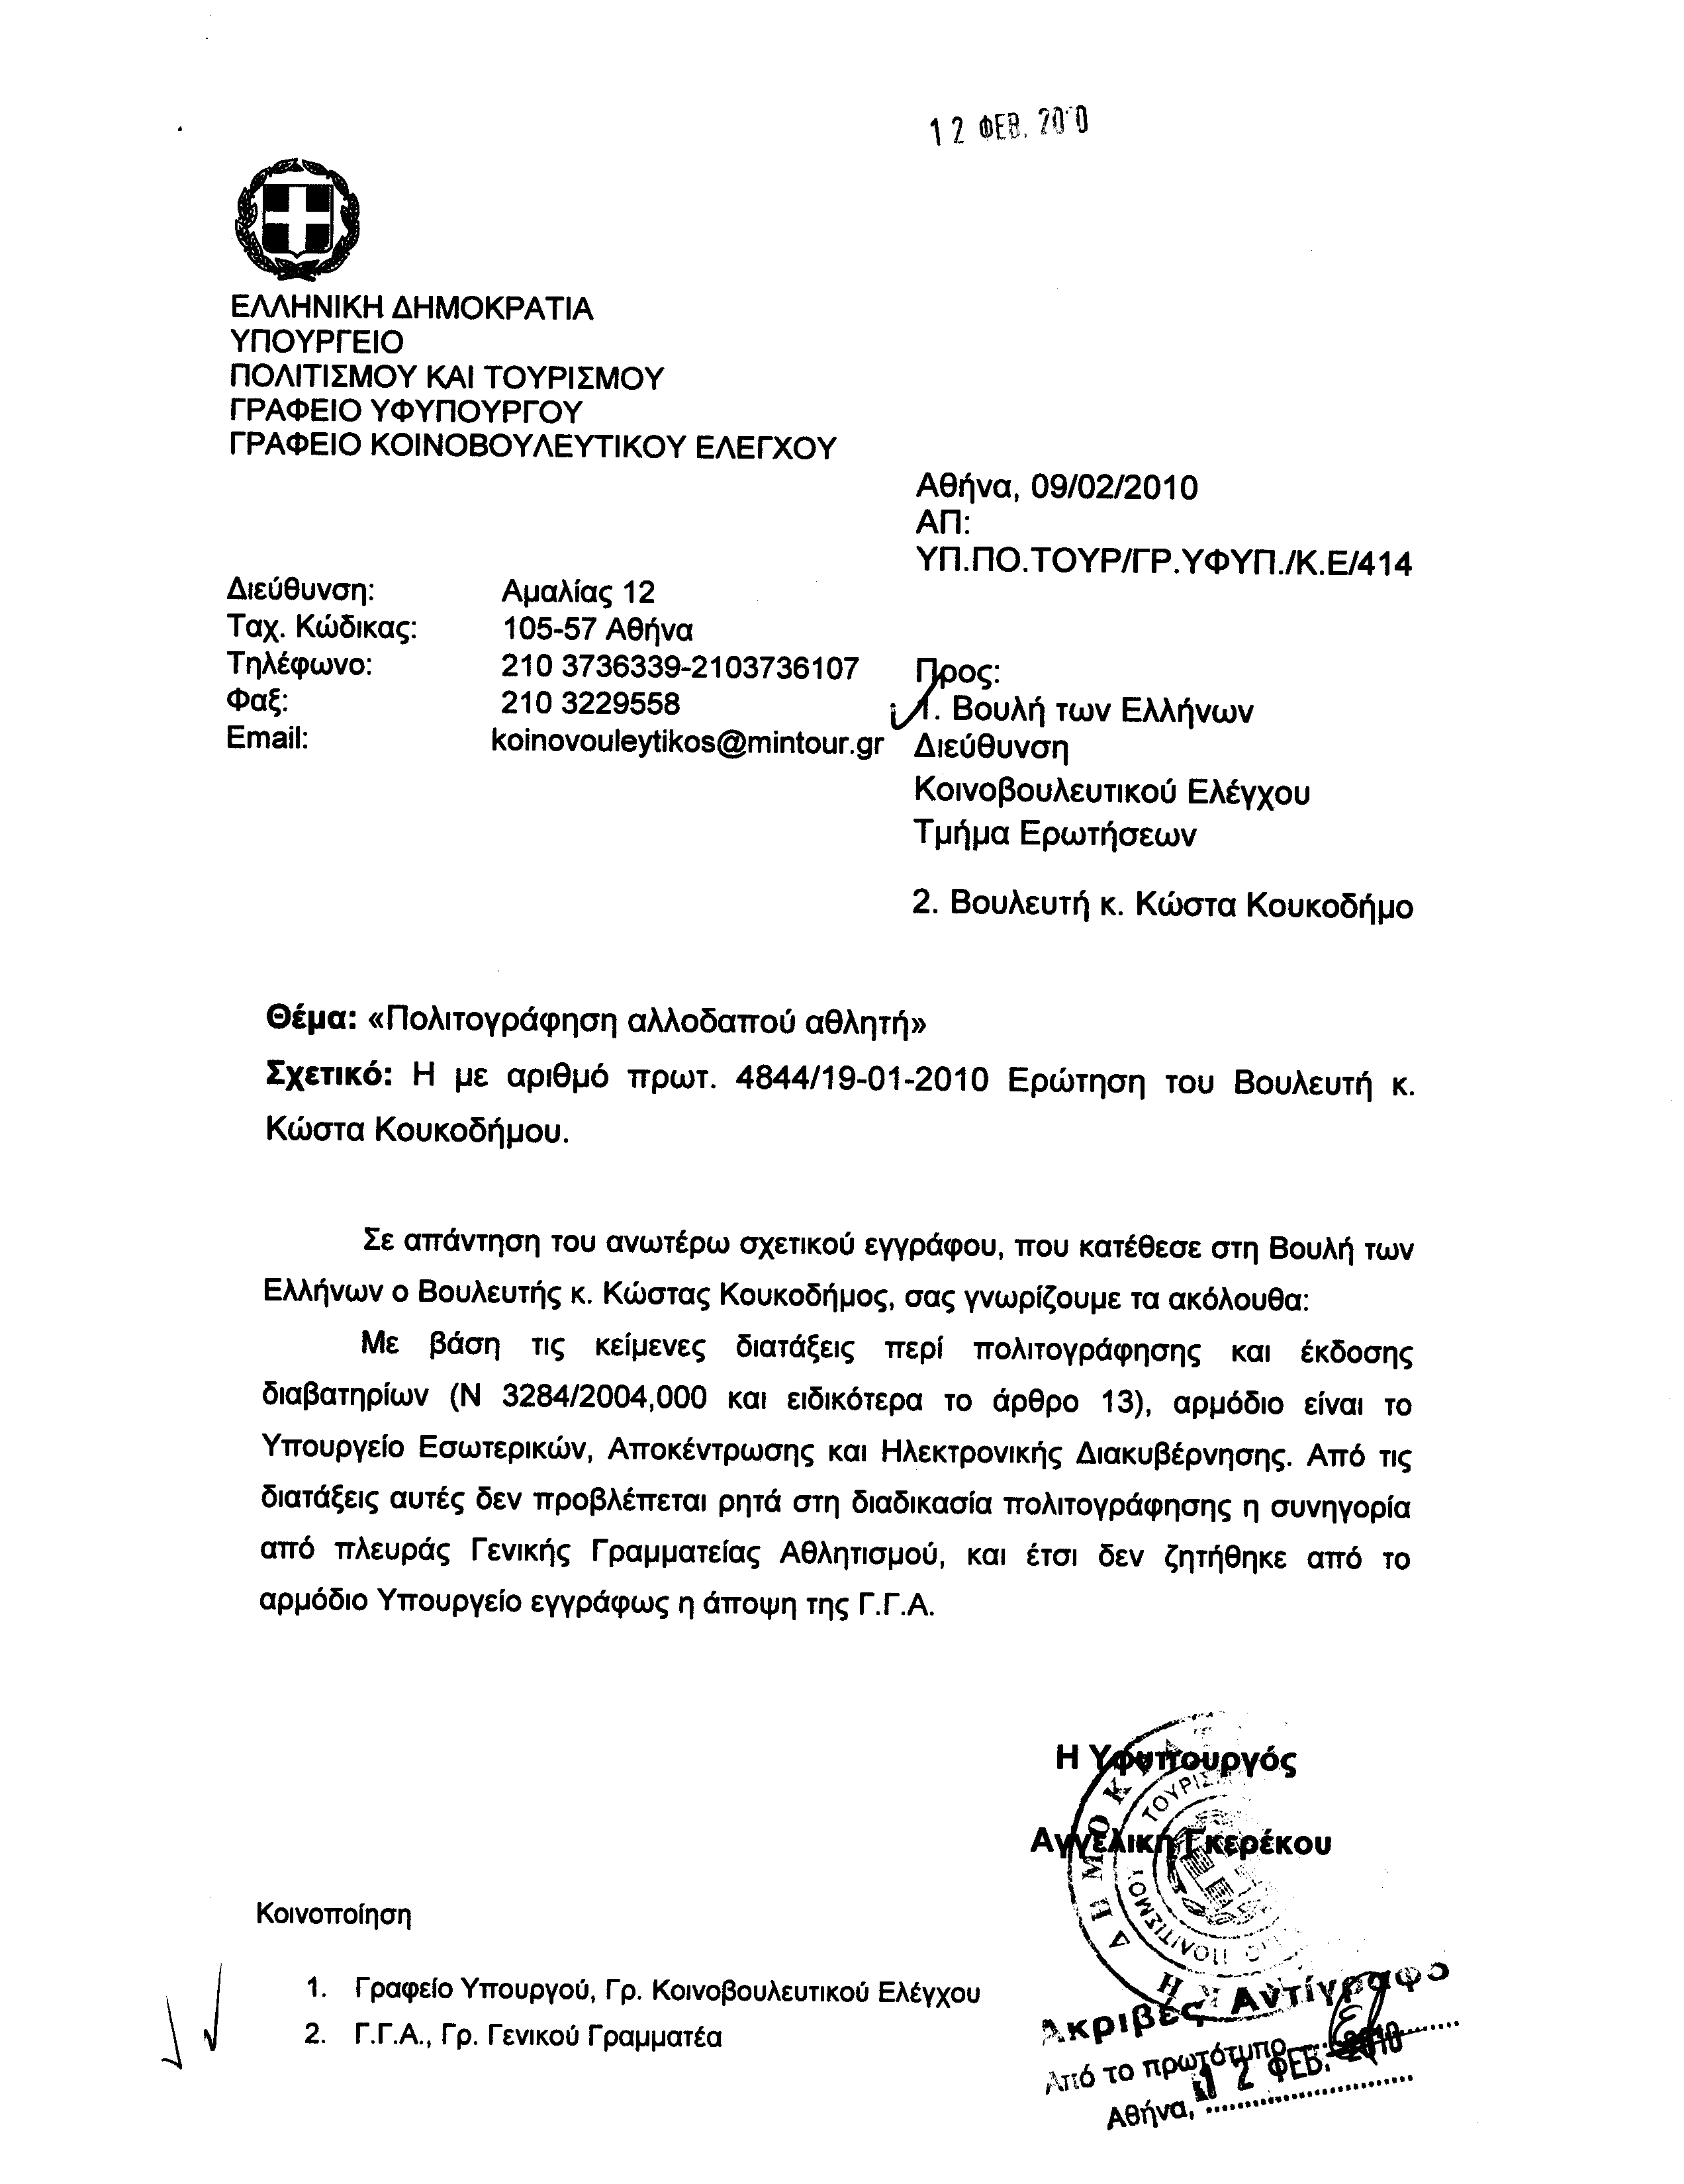 12 ΦΕΒ. 2010
ΕΛΛΗΝΙΚΗ ΔΗΜΟΚΡΑΤΙΑ
ΥΠΟΥΡΓΕΙΟ
ΠΟΛΙΤΙΣΜΟΥ ΚΑΙ ΤΟΥΡΙΣΜΟΥ
ΓΡΑΦΕΙΟ ΥΦΥΠΟΥΡΓΟΥ
ΓΡΑΦΕΙΟ ΚΟΙΝΟΒΟΥΛΕΥΤΙΚΟΥ ΕΛΕΓΧΟΥ
Αθήνα, 09/02/2010
ΑΠ:
ΥΠ.ΠΟ.ΤΟΥΡ/ΓΡ.ΥΦΥΠ./Κ.Ε/414
Διεύθυνση: Αμαλίας 12
Ταχ. Κώδικας: 105-57 Αθήνα
Τηλέφωνο: 210 3736339-2103736107
Φαξ: 210 3229558
Email: koinovouleytikos@mintour.gr
Προς:
1. Βουλή των Ελλήνων
Διεύθυνση
Κοινοβουλευτικού Ελέγχου
Τμήμα Ερωτήσεων
2. Βουλευτή κ. Κώστα Κουκοδήμο
Θέμα: «Πολιτογράφηση αλλοδαπού αθλητή»
Σχετικό: Η με αριθμό πρωτ. 4844/19-01-2010 Ερώτηση του Βουλευτή κ.
Κώστα Κουκοδήμου.
Σε απάντηση του ανωτέρω σχετικού εγγράφου, που κατέθεσε στη Βουλή των
Ελλήνων ο Βουλευτής κ. Κώστας Κουκοδήμος, σας γνωρίζουμε τα ακόλουθα:
Με βάση τις κείμενες διατάξεις περί πολιτογράφησης και έκδοσης
διαβατηρίων (Ν 3284/2004,000 και ειδικότερα το άρθρο 13), αρμόδιο είναι το
Υπουργείο Εσωτερικών, Αποκέντρωσης και Ηλεκτρονικής Διακυβέρνησης. Από τις
διατάξεις αυτές δεν προβλέπεται ρητά στη διαδικασία πολιτογράφησης η συνηγορία
από πλευράς Γενικής Γραμματείας Αθλητισμού, και έτσι δεν ζητήθηκε από το
αρμόδιο Υπουργείο εγγράφως η άποψη της Γ.Γ.Α.
Η Υφυπουργός
Αγγελική Γκερέκου
Κοινοποίηση
1. Γραφείο Υπουργού, Γρ. Κοινοβουλευτικού Ελέγχου
2. Γ.Γ.Α., Γρ. Γενικού Γραμματέα
Ακριβές Αντίγραφο
Από το πρωτότυπο
Αθήνα, 12 ΦΕΒ. 2010